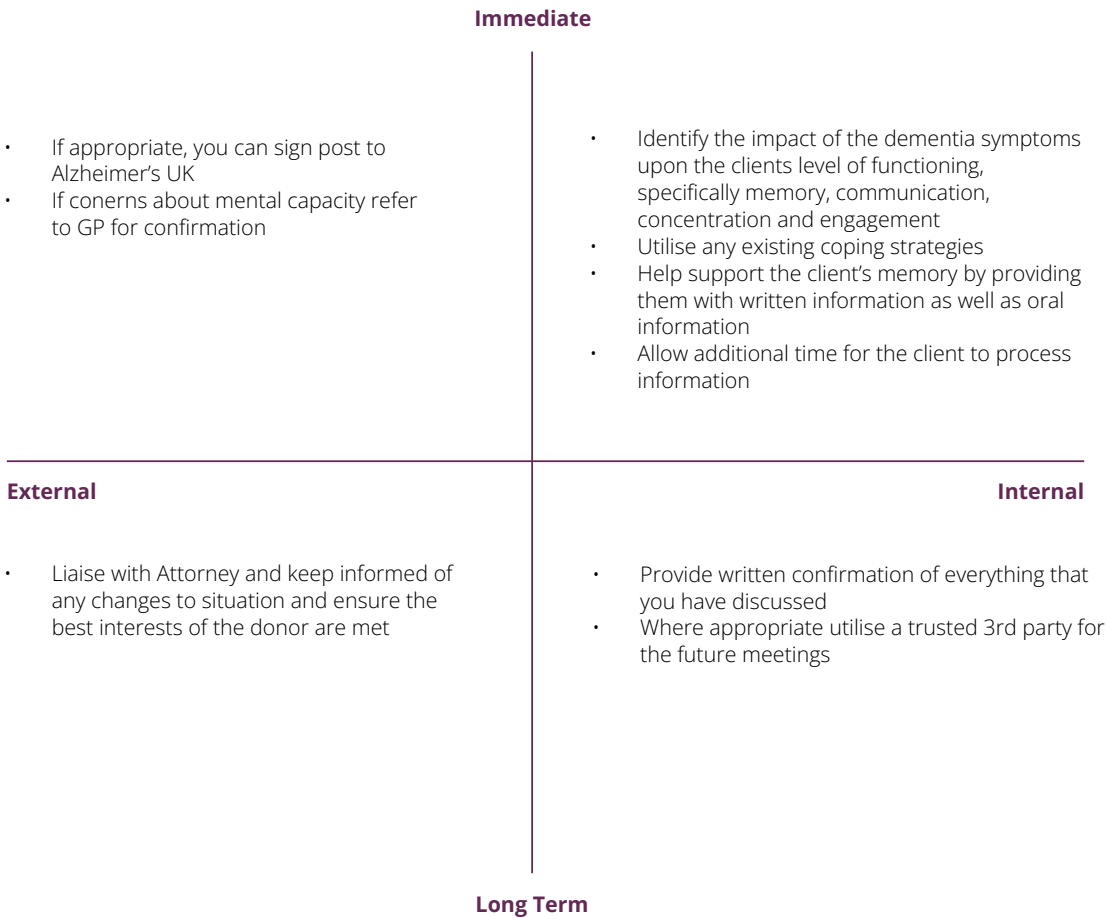 Immediate
• If appropriate, you can sign post to
Alzheimer’s UK
• If conerns about mental capacity refer
to GP for confirmation
• Identify the impact of the dementia symptoms
upon the clients level of functioning,
specifically memory, communication,
concentration and engagement
• Utilise any existing coping strategies
• Help support the client’s memory by providing
them with written information as well as oral
information
• Allow additional time for the client to process
information
External
Internal
• Liaise with Attorney and keep informed of
any changes to situation and ensure the
best interests of the donor are met
• Provide written confirmation of everything that
you have discussed
• Where appropriate utilise a trusted 3rd party for
the future meetings
Long Term